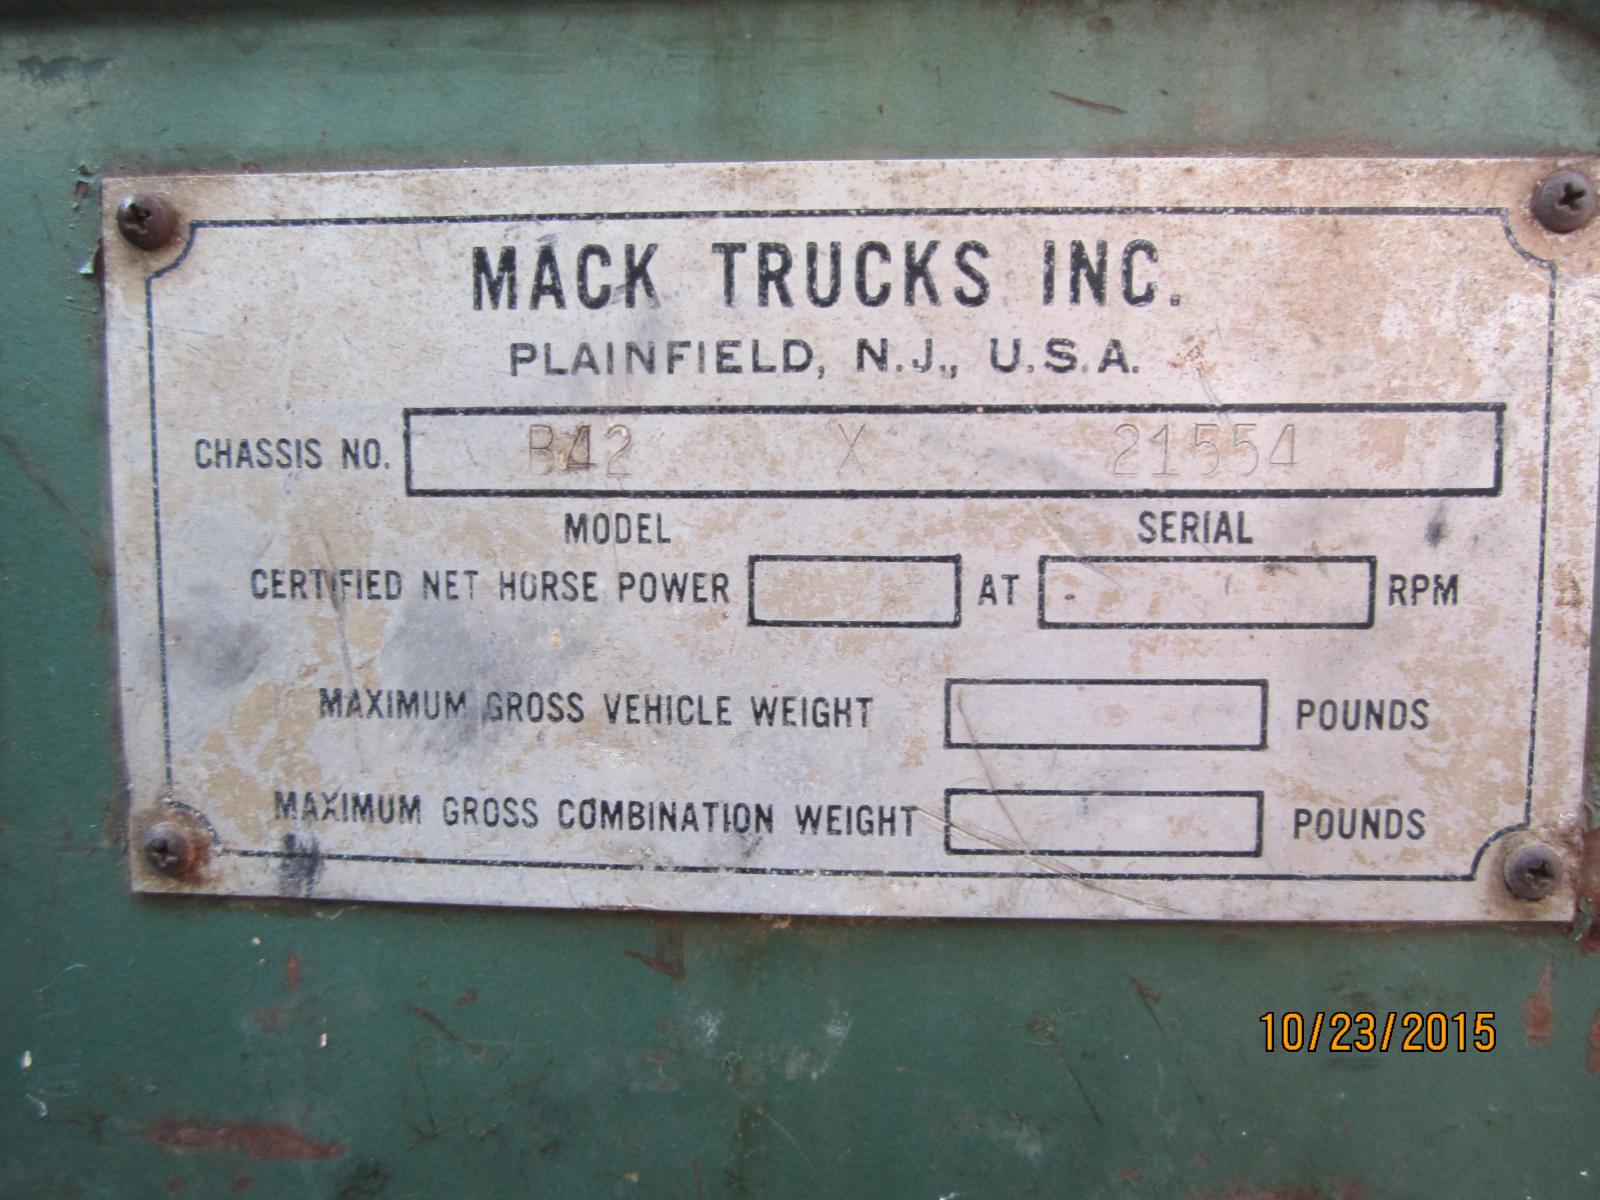 MACK TRUCKS INC.
PLAINFIELD, N.J., U.S.A.
CHASSIS NO. B42 X 21554
MODEL SERIAL
CERTIFIED NET HORSE POWER AT RPM
MAXIMUM GROSS VEHICLE WEIGHT POUNDS
MAXIMUM GROSS COMBINATION WEIGHT POUNDS
10/23/2015